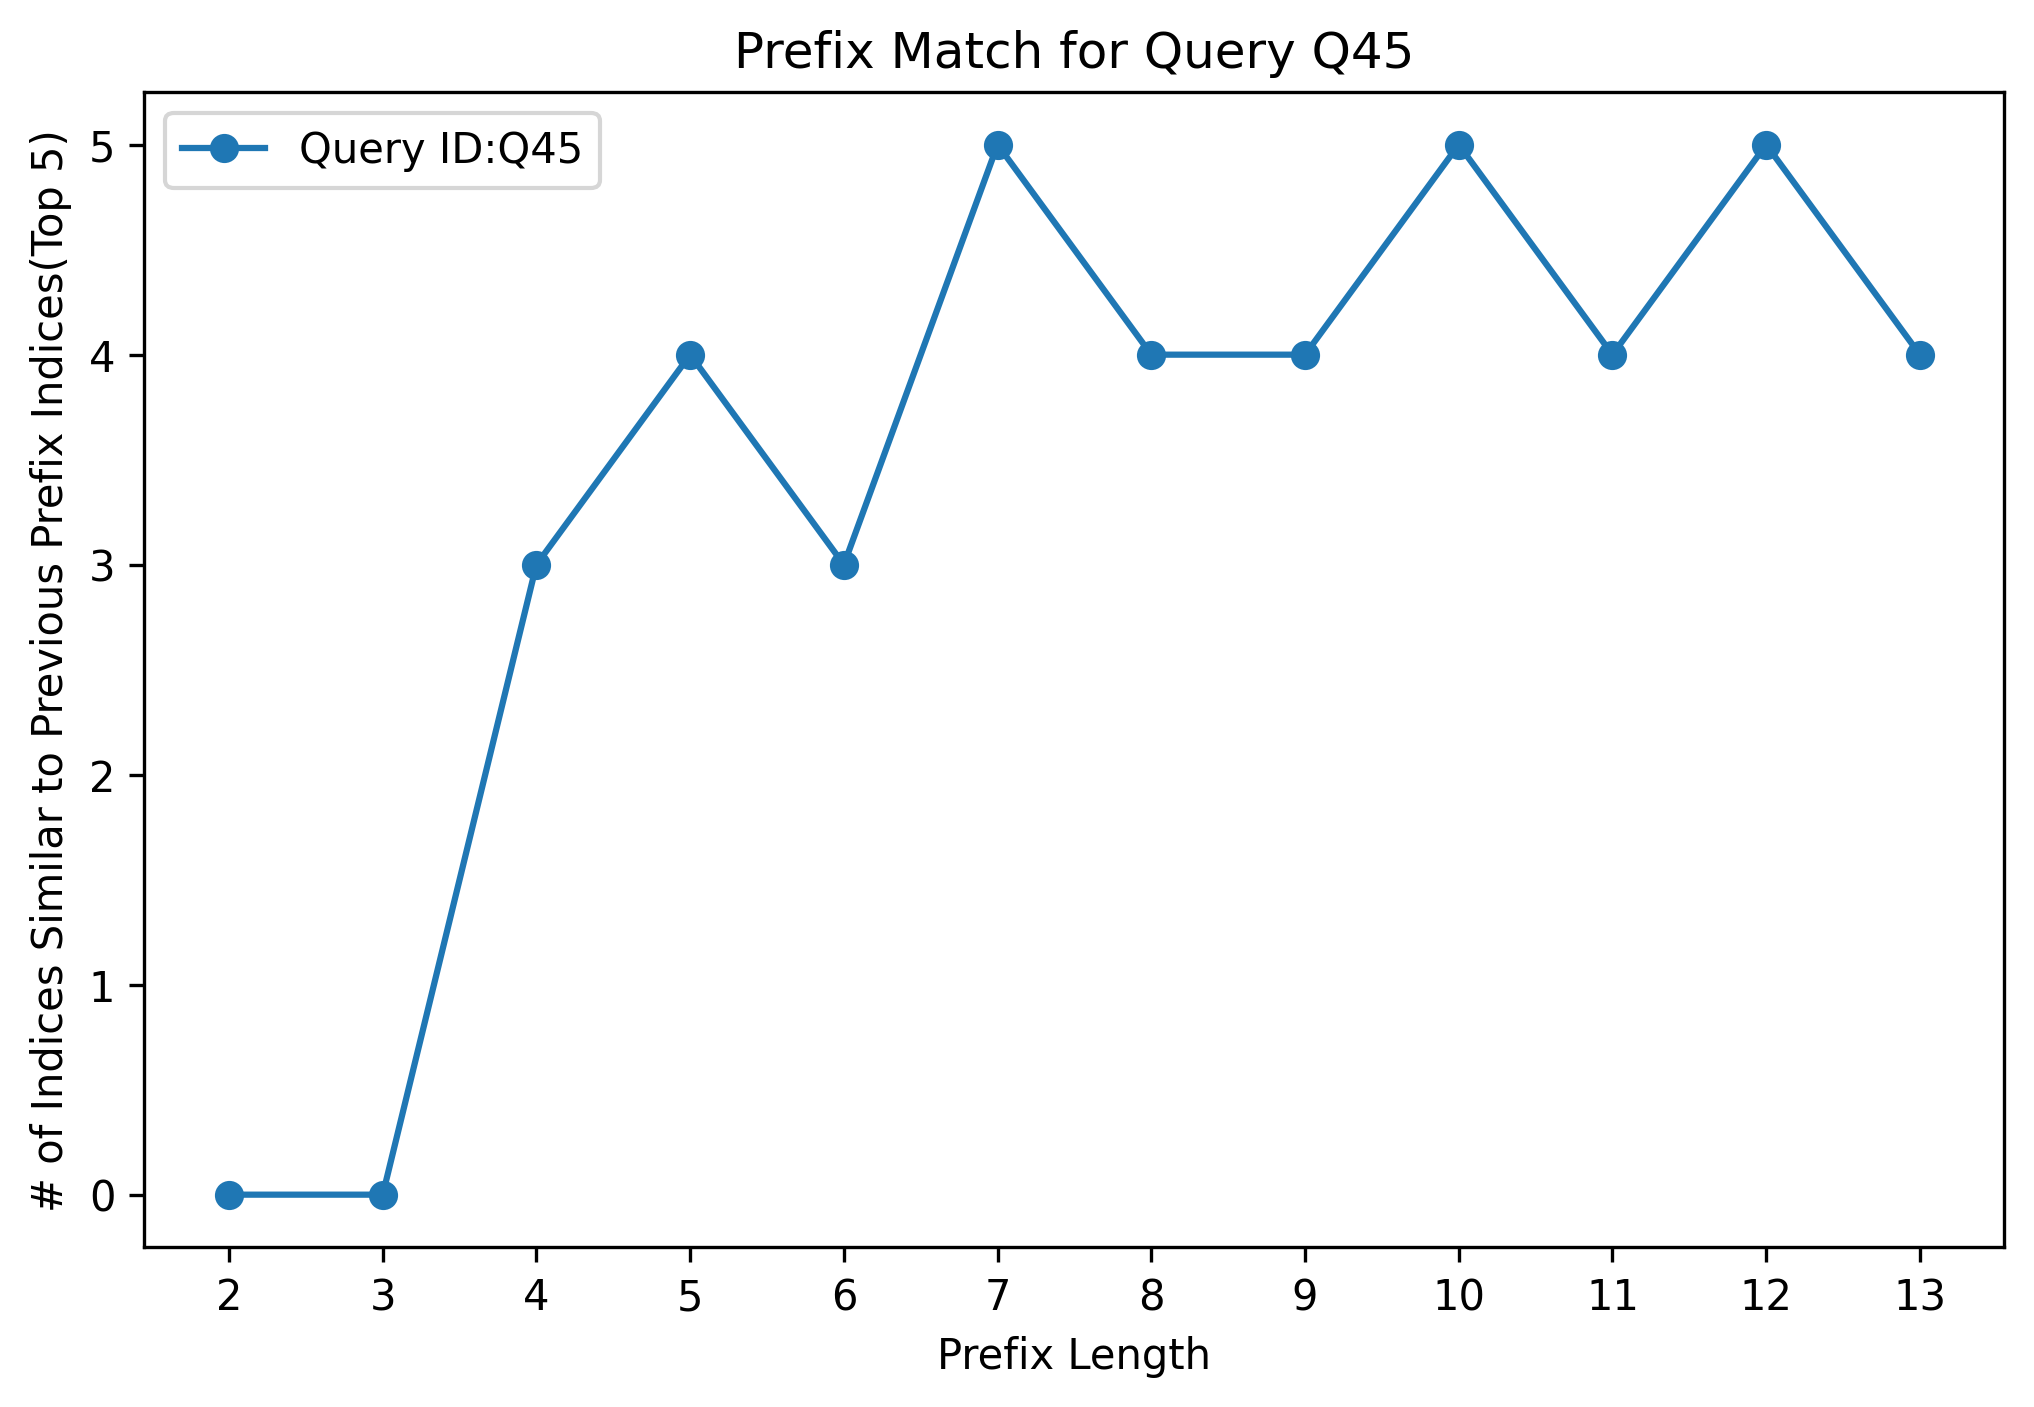 Prefix Match for Query Q45
Query ID:Q45
# of Indices Similar to Previous Prefix Indices(Top 5)
5
4
3
2
1
0
2 3 4 5 6 7 8 9 10 11 12 13
Prefix Length